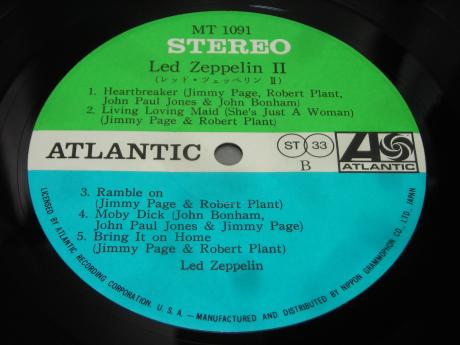 MT 1091
STEREO
Led Zeppelin II
(レッド・ツェッペリン II)
1. Heartbreaker (Jimmy Page, Robert Plant,
John Paul Jones & John Bonham)
2. Living Loving Maid (She's Just A Woman)
(Jimmy Page & Robert Plant)
ATLANTIC
ST 33
B
ATLANTIC
3. Ramble on
(Jimmy Page & Robert Plant)
4. Moby Dick (John Bonham,
John Paul Jones & Jimmy Page)
5. Bring It on Home
(Jimmy Page & Robert Plant)
Led Zeppelin
LICENSED BY ATLANTIC RECORDING CORPORATION. U. S. A. — MANUFACTURED AND DISTRIBUTED BY NIPPON GRAMMOPHON CO., LTD. JAPAN